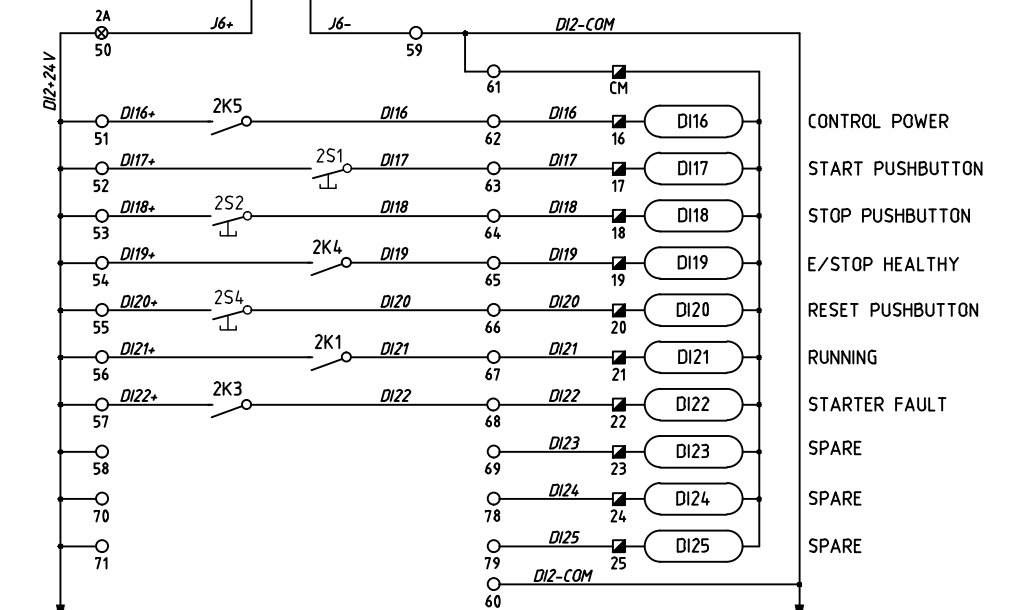 2A
J6+
J6-
DI2-COM
50
59
DI2+24V
61
CM
DI16+
2K5
DI16
DI16
DI16
CONTROL POWER
51
62
16
DI17+
2S1
DI17
DI17
DI17
START PUSHBUTTON
52
63
17
DI18+
2S2
DI18
DI18
DI18
STOP PUSHBUTTON
53
64
18
DI19+
2K4
DI19
DI19
DI19
E/STOP HEALTHY
54
65
19
DI20+
2S4
DI20
DI20
DI20
RESET PUSHBUTTON
55
66
20
DI21+
2K1
DI21
DI21
DI21
RUNNING
56
67
21
DI22+
2K3
DI22
DI22
DI22
STARTER FAULT
57
68
22
DI23
DI23
SPARE
58
69
23
DI24
DI24
SPARE
70
78
24
DI25
DI25
SPARE
71
79
25
DI2-COM
60